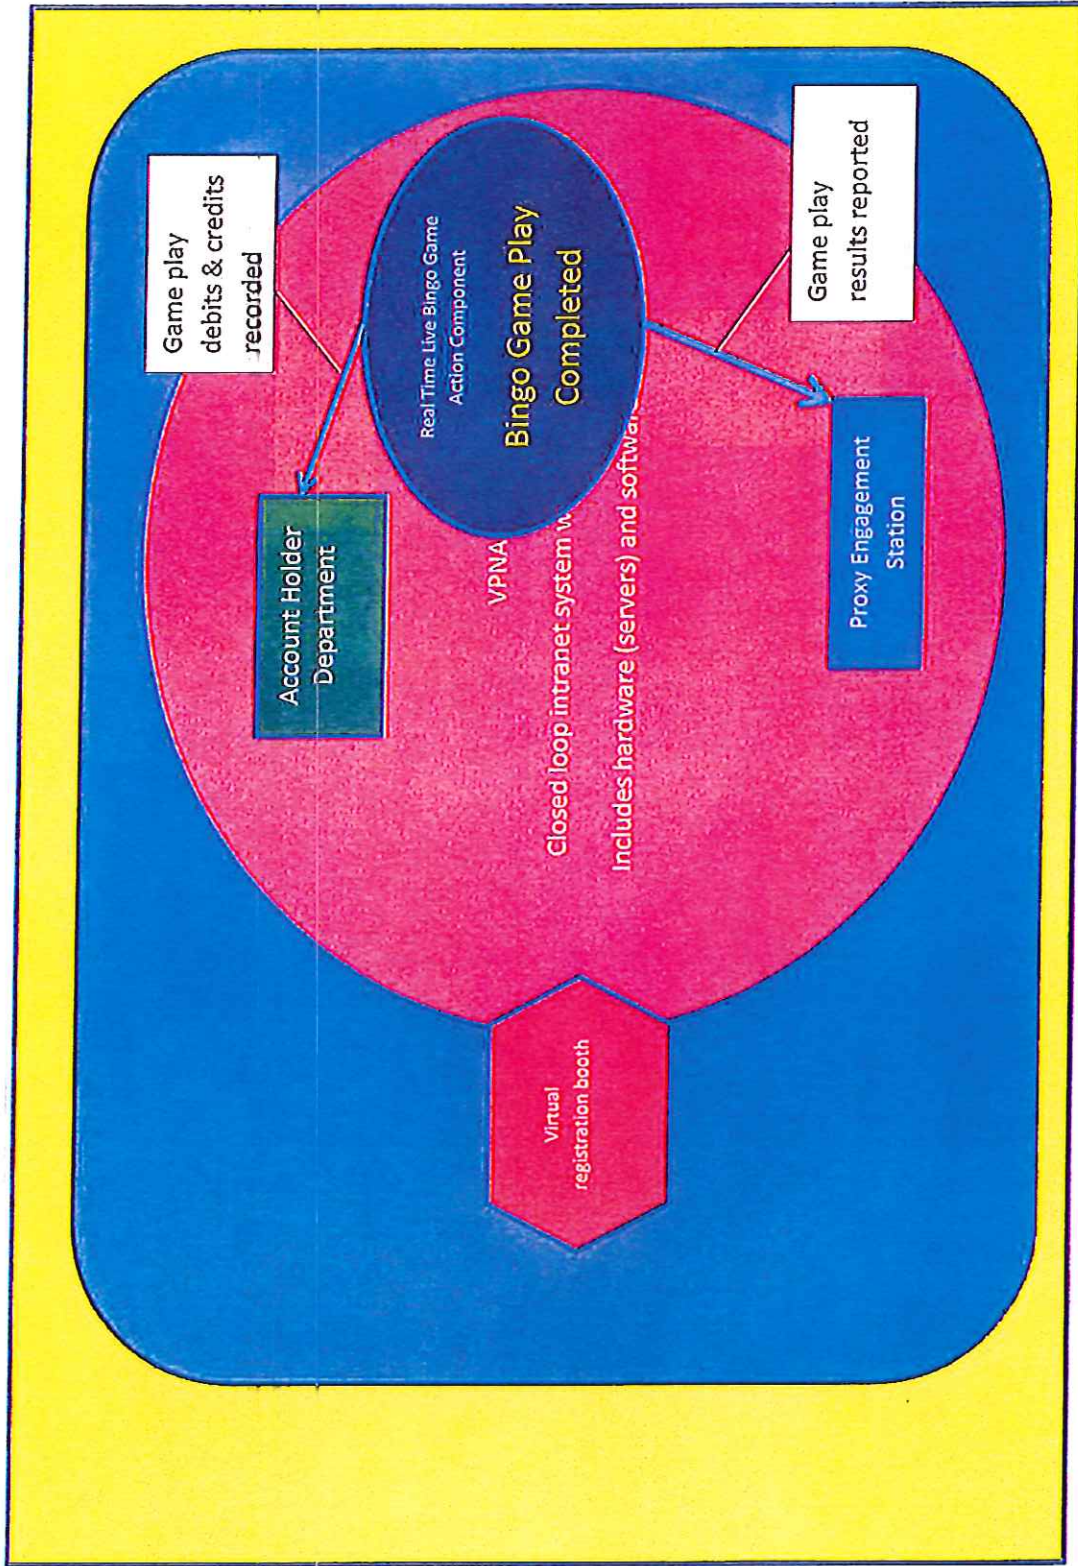 Game play
debits & credits
recorded
Account Holder
Department
Real Time Live Bingo Game
Action Component
Bingo Game Play
Completed
VPNA
Closed loop intranet system w
Includes hardware (servers) and software
Virtual
registration booth
Proxy Engagement
Station
Game play
results reported